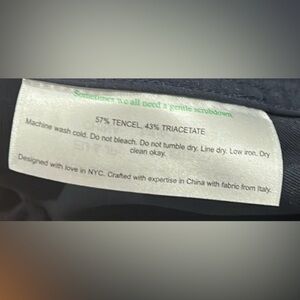 Sometimes we all need a gentle scrubdown.
57% TENCEL, 43% TRIACETATE
Machine wash cold. Do not bleach. Do not tumble dry. Line dry. Low iron. Dry
clean okay.
Designed with love in NYC. Crafted with expertise in China with fabric from Italy.